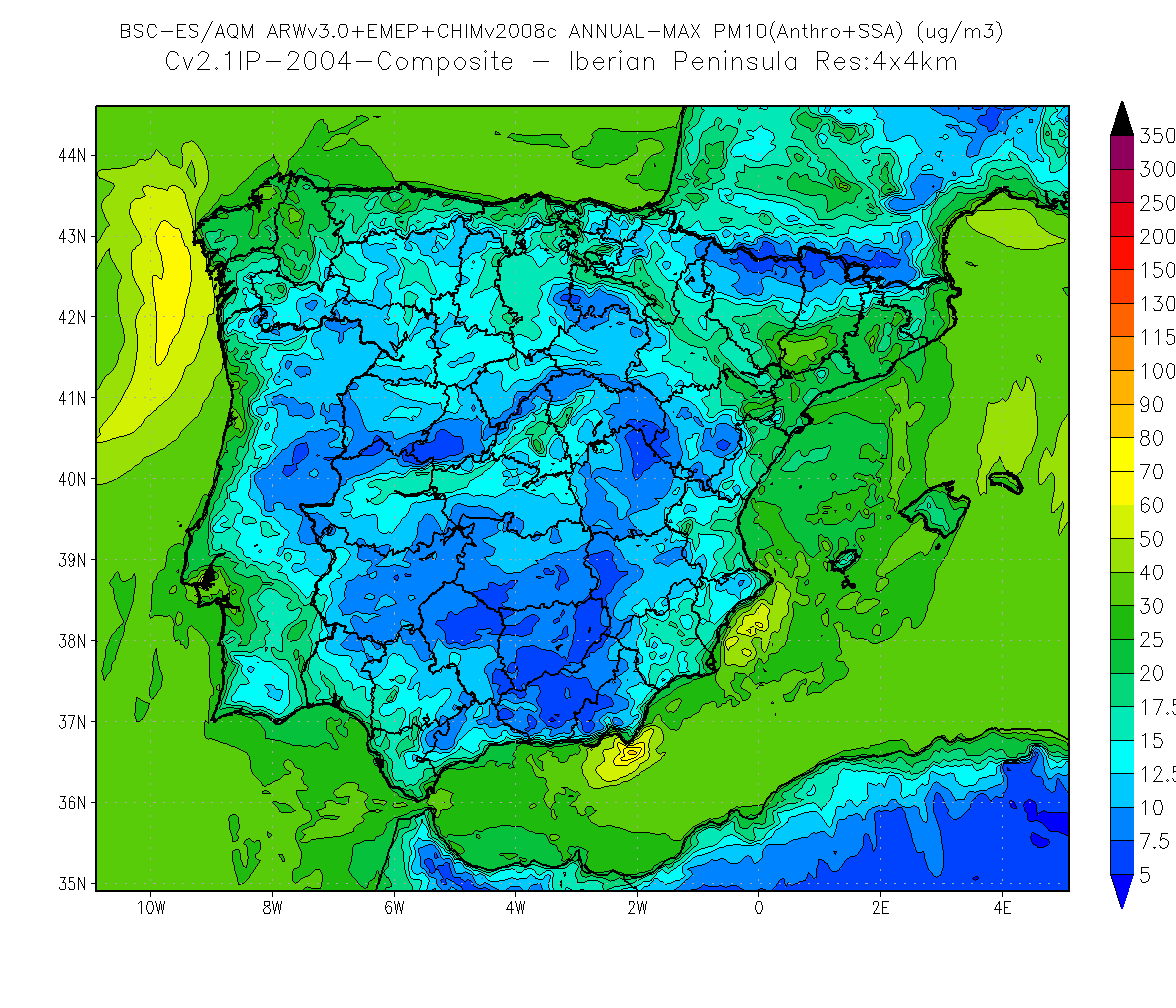 BSC-ES/AQM ARWv3.0+EMEP+CHIMv2008c ANNUAL-MAX PM10(Anthro+SSA) (ug/m3)
Cv2.1IP-2004-Composite - Iberian Peninsula Res:4x4km
44N
43N
42N
41N
40N
39N
38N
37N
36N
35N
10W 8W 6W 4W 2W 0 2E 4E
350
300
250
200
150
130
115
100
90
80
70
60
50
40
30
25
20
17.5
15
12.5
10
7.5
5